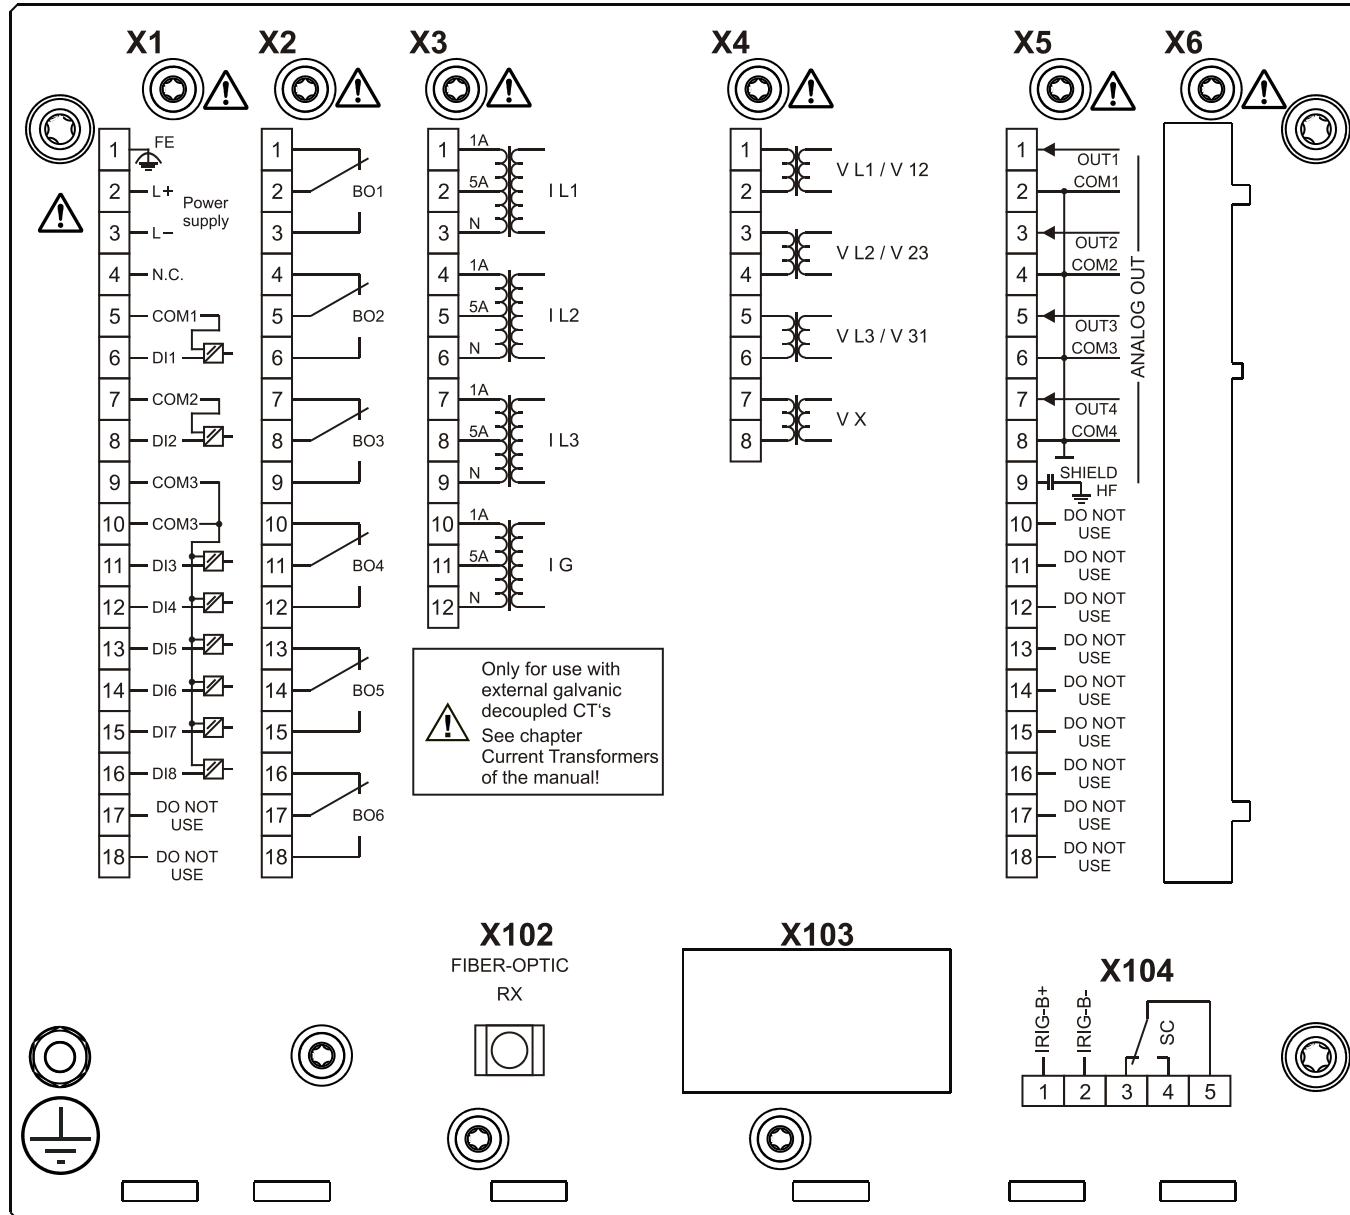 X1
X2
X3
X4
X5
X6
1 FE
2 L+
Power
supply
3 L−
4 N.C.
5 COM1
6 DI1
7 COM2
8 DI2
9 COM3
10 COM3
11 DI3
12 DI4
13 DI5
14 DI6
15 DI7
16 DI8
17 DO NOT
USE
18 DO NOT
USE
1
2 BO1
3
4
5 BO2
6
7
8 BO3
9
10
11 BO4
12
13
14 BO5
15
16
17 BO6
18
1 1A
2 5A I L1
3 N
4 1A
5 5A I L2
6 N
7 1A
8 5A I L3
9 N
10 1A
11 5A I G
12 N
Only for use with
external galvanic
decoupled CT‘s
See chapter
Current Transformers
of the manual!
1
V L1 / V 12
2
3
V L2 / V 23
4
5
V L3 / V 31
6
7
V X
8
1 OUT1
2 COM1
3 OUT2
4 COM2
5 OUT3
6 COM3
7 OUT4
8 COM4
ANALOG OUT
9 SHIELD
HF
10 DO NOT
USE
11 DO NOT
USE
12 DO NOT
USE
13 DO NOT
USE
14 DO NOT
USE
15 DO NOT
USE
16 DO NOT
USE
17 DO NOT
USE
18 DO NOT
USE
X102
FIBER-OPTIC
RX
X103
X104
IRIG-B+
IRIG-B-
SC
1 2 3 4 5